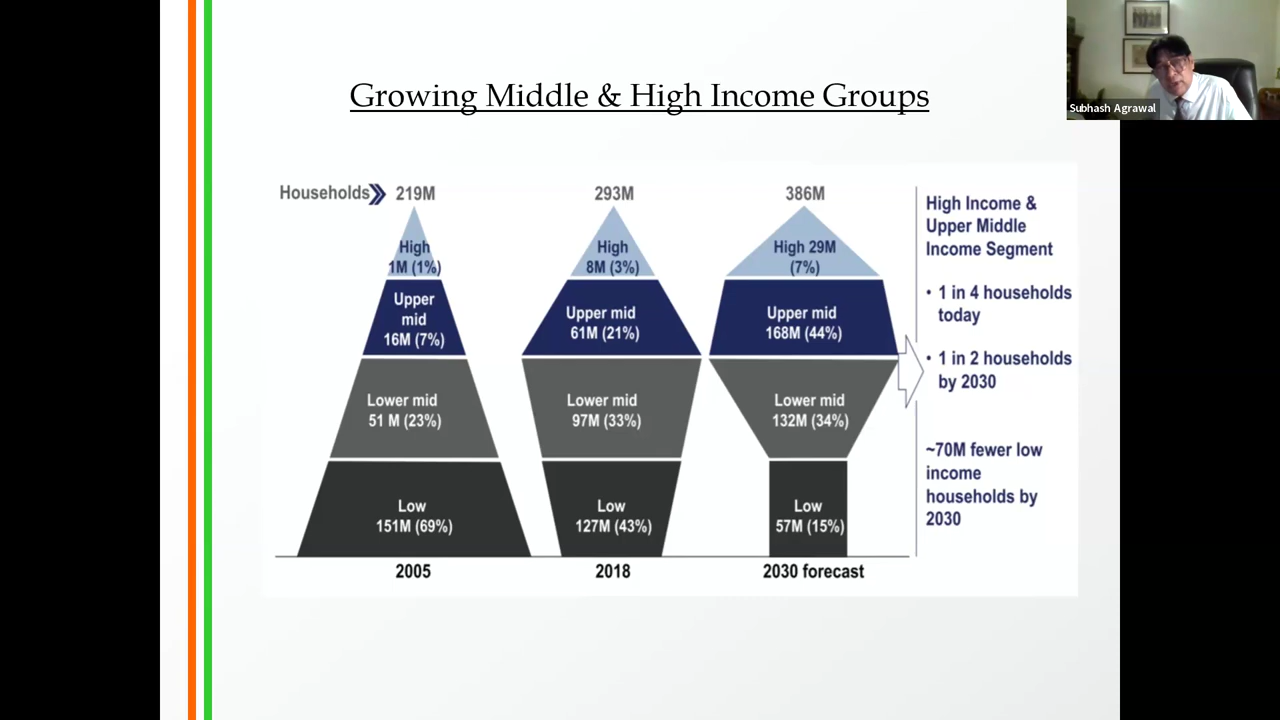 Growing Middle & High Income Groups
Subhash Agrawal
Households 219M 293M 386M
High
1M (1%)
Upper
mid
16M (7%)
Lower mid
51 M (23%)
Low
151M (69%)
2005
High
8M (3%)
Upper mid
61M (21%)
Lower mid
97M (33%)
Low
127M (43%)
2018
High 29M
(7%)
Upper mid
168M (44%)
Lower mid
132M (34%)
Low
57M (15%)
2030 forecast
High Income &
Upper Middle
Income Segment
• 1 in 4 households
today
• 1 in 2 households
by 2030
~70M fewer low
income
households by
2030